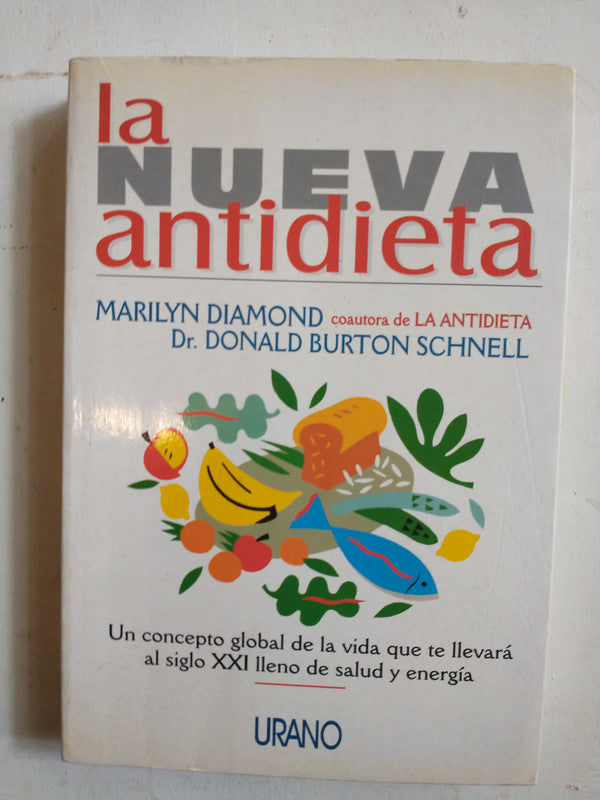 la
NUEVA
antidieta
MARILYN DIAMOND coautora de LA ANTIDIETA
Dr. DONALD BURTON SCHNELL
Un concepto global de la vida que te llevará
al siglo XXI lleno de salud y energía
URANO